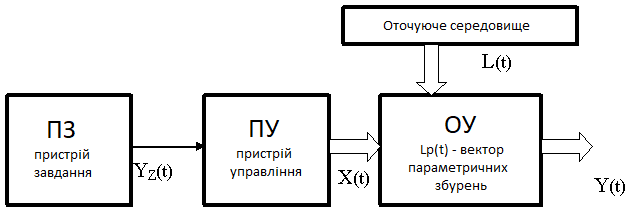 Оточуюче середовище
L(t)
ПЗ
пристрій
завдання
YZ(t)
ПУ
пристрій
управління
X(t)
ОУ
Lp(t) - вектор
параметричних
збурень
Y(t)